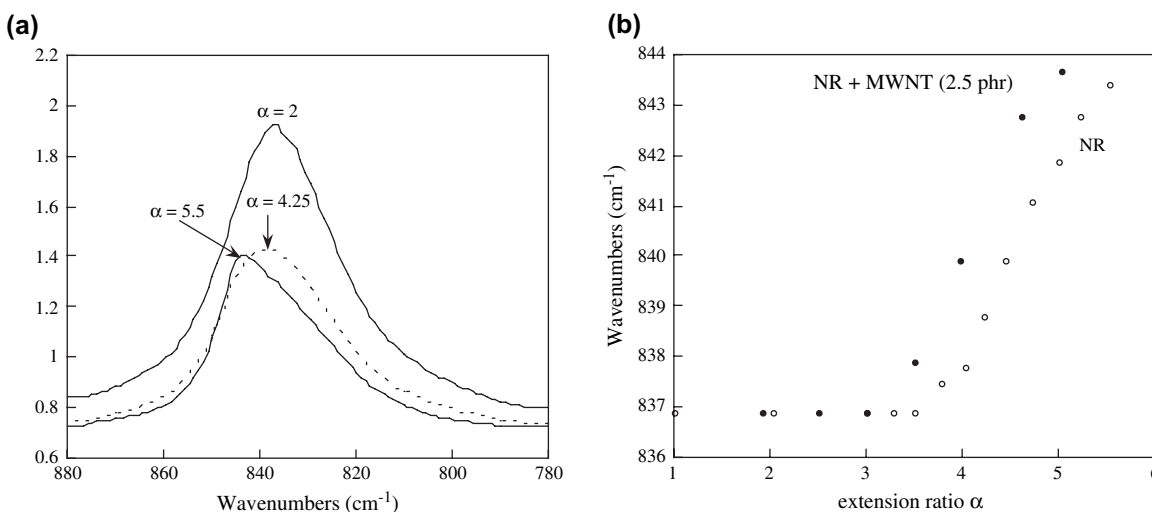 (a)
2.2
2
1.8
1.6
1.4
1.2
1
0.8
0.6
α = 2
α = 4.25
α = 5.5
880 860 840 820 800 780
Wavenumbers (cm⁻¹)
(b)
844
843
842
841
840
839
838
837
836
Wavenumbers (cm⁻¹)
NR + MWNT (2.5 phr)
NR
1 2 3 4 5 6
extension ratio α